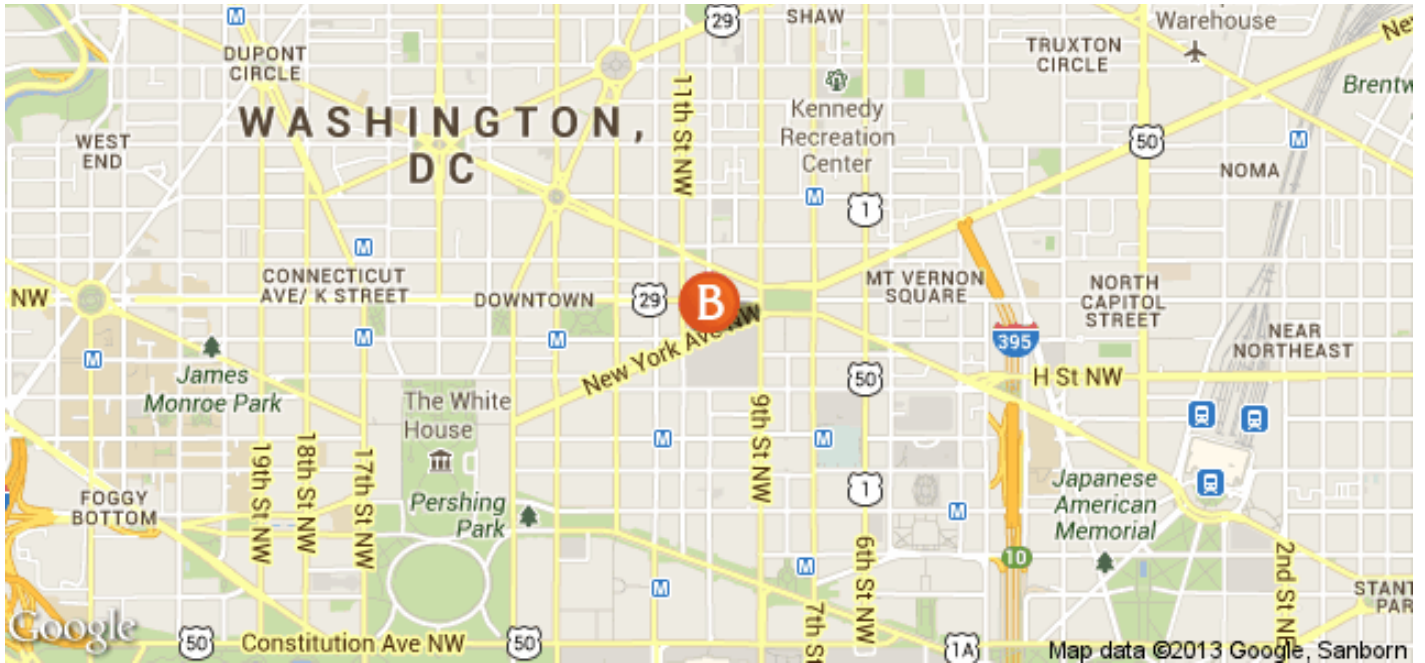 29
SHAW
Warehouse
DUPONT
CIRCLE
TRUXTON
CIRCLE
Brentw
WASHINGTON,
DC
11th St NW
Kennedy
Recreation
Center
WEST
END
50
NOMA
M
M
M
M
1
CONNECTICUT
AVE/ K STREET
DOWNTOWN
29
B
MT VERNON
SQUARE
NORTH
CAPITOL
STREET
NW
New York Ave NW
395
NEAR
NORTHEAST
M
M
M
James
Monroe Park
50
H St NW
The White
House
9th St NW
M
M
19th St NW
18th St NW
17th St NW
FOGGY
BOTTOM
Pershing
Park
1
M
Japanese
American
Memorial
10
M
M
6th St NW
7th St
2nd St NE
STANT
PAR
Google
50
Constitution Ave NW
50
1A
Map data ©2013 Google, Sanborn